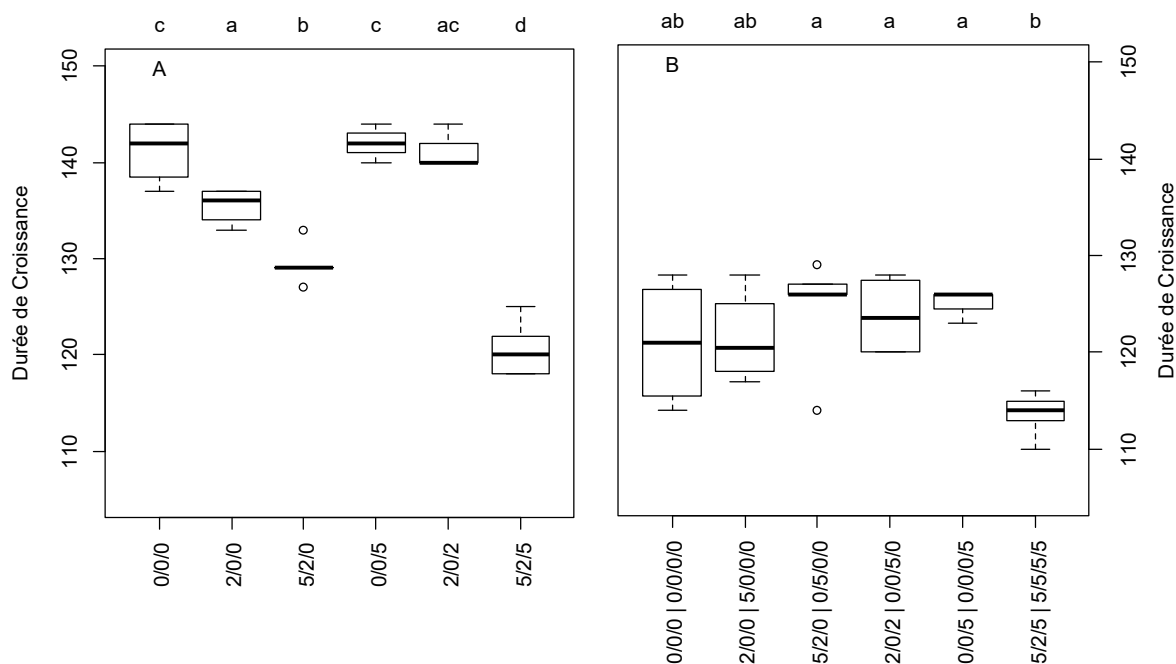 c a b c ac d
ab ab a a a b
A
B
150
140
130
120
110
Durée de Croissance
0/0/0
2/0/0
5/2/0
0/0/5
2/0/2
5/2/5
150
140
130
120
110
Durée de Croissance
0/0/0 | 0/0/0/0
2/0/0 | 5/0/0/0
5/2/0 | 0/5/0/0
2/0/2 | 0/0/5/0
0/0/5 | 0/0/0/5
5/2/5 | 5/5/5/5